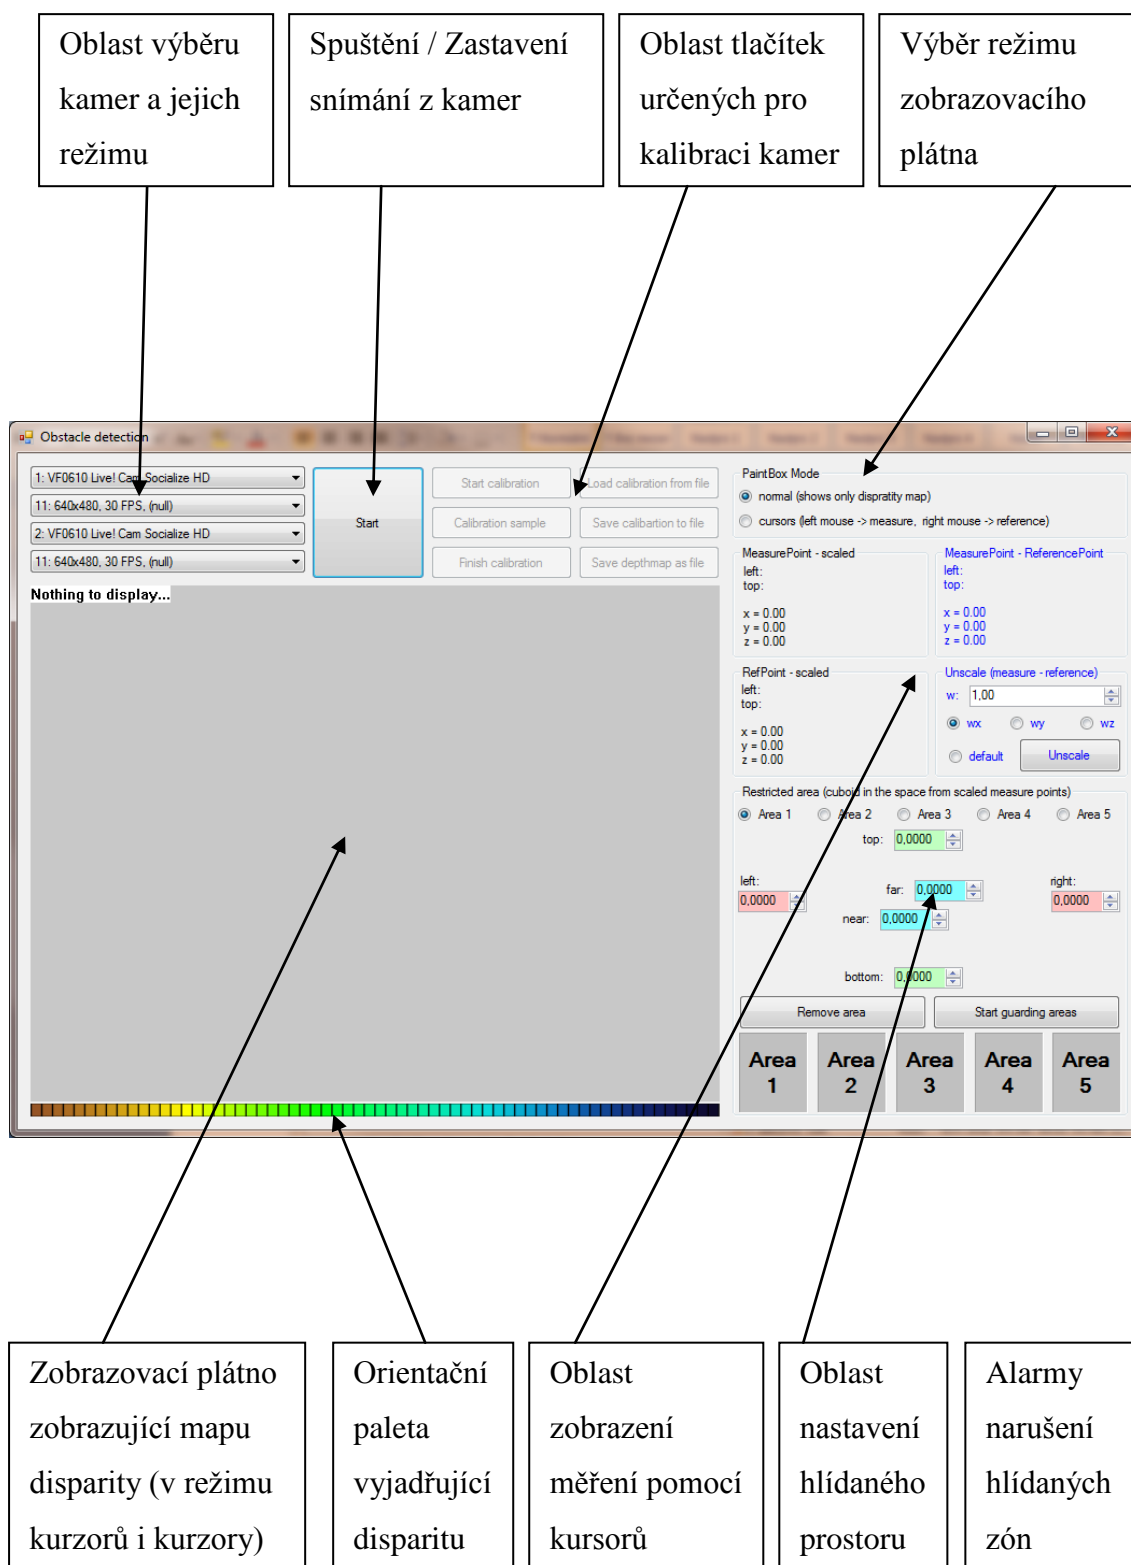 Oblast výběru
kamer a jejich
režimu
Spuštění / Zastavení
snímání z kamer
Oblast tlačítek
určených pro
kalibraci kamer
Výběr režimu
zobrazovacího
plátna
Obstacle detection
1: VF0610 Live! Cam Socialize HD
11: 640x480, 30 FPS, (null)
2: VF0610 Live! Cam Socialize HD
11: 640x480, 30 FPS, (null)
Start
Start calibration
Load calibration from file
Calibration sample
Save calibartion to file
Finish calibration
Save depthmap as file
PaintBox Mode
normal (shows only dispratity map)
cursors (left mouse -> measure, right mouse -> reference)
MeasurePoint - scaled
left:
top:
x = 0.00
y = 0.00
z = 0.00
MeasurePoint - ReferencePoint
left:
top:
x = 0.00
y = 0.00
z = 0.00
Nothing to display...
RefPoint - scaled
left:
top:
x = 0.00
y = 0.00
z = 0.00
Unscale (measure - reference)
w: 1,00
wx wy wz
default Unscale
Restricted area (cuboid in the space from scaled measure points)
Area 1 Area 2 Area 3 Area 4 Area 5
top: 0,0000
left:
0,0000
far: 0,0000
right:
0,0000
near: 0,0000
bottom: 0,0000
Remove area
Start guarding areas
Area
1
Area
2
Area
3
Area
4
Area
5
Zobrazovací plátno
zobrazující mapu
disparity (v režimu
kurzorů i kurzory)
Orientační
paleta
vyjadřující
disparitu
Oblast
zobrazení
měření pomocí
kursorů
Oblast
nastavení
hlídaného
prostoru
Alarmy
narušení
hlídaných
zón